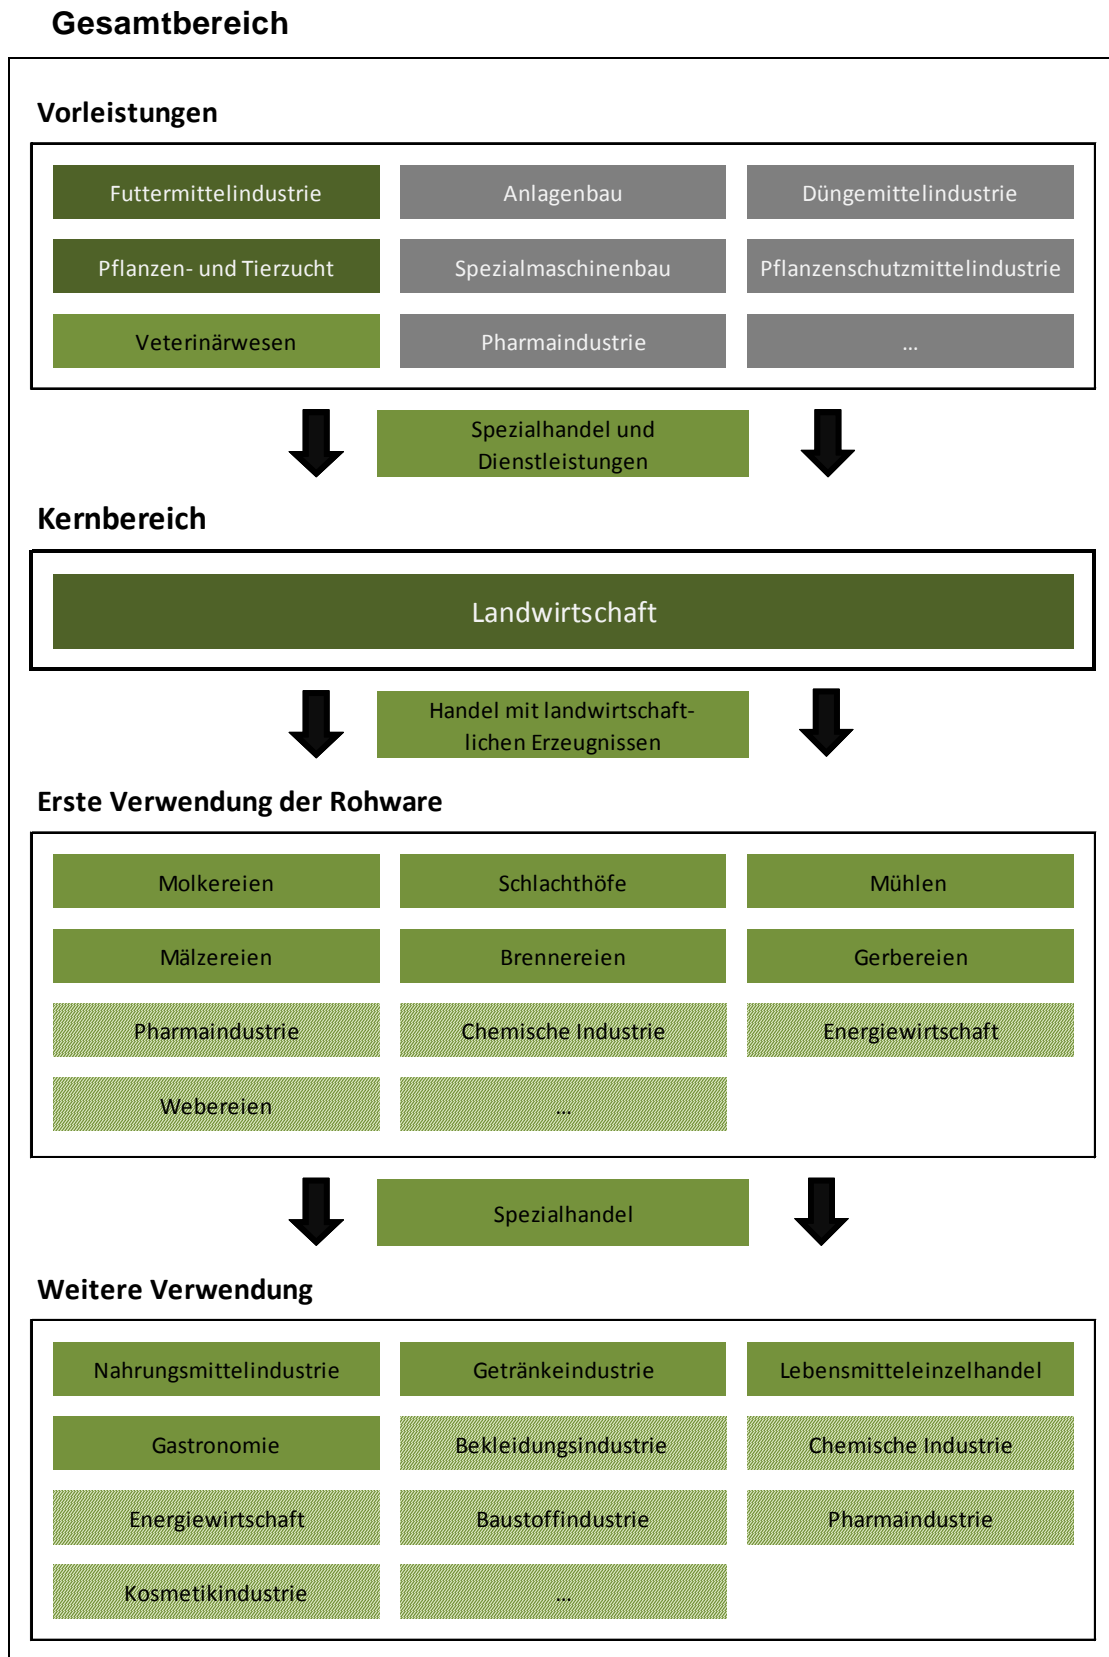 Gesamtbereich
Vorleistungen
Futtermittelindustrie
Anlagenbau
Düngemittelindustrie
Pflanzen- und Tierzucht
Spezialmaschinenbau
Pflanzenschutzmittelindustrie
Veterinärwesen
Pharmaindustrie
...
Spezialhandel und
Dienstleistungen
Kernbereich
Landwirtschaft
Handel mit landwirtschaft-
lichen Erzeugnissen
Erste Verwendung der Rohware
Molkereien
Schlachthöfe
Mühlen
Mälzereien
Brennereien
Gerbereien
Pharmaindustrie
Chemische Industrie
Energiewirtschaft
Webereien
...
Spezialhandel
Weitere Verwendung
Nahrungsmittelindustrie
Getränkeindustrie
Lebensmitteleinzelhandel
Gastronomie
Bekleidungsindustrie
Chemische Industrie
Energiewirtschaft
Baustoffindustrie
Pharmaindustrie
Kosmetikindustrie
...